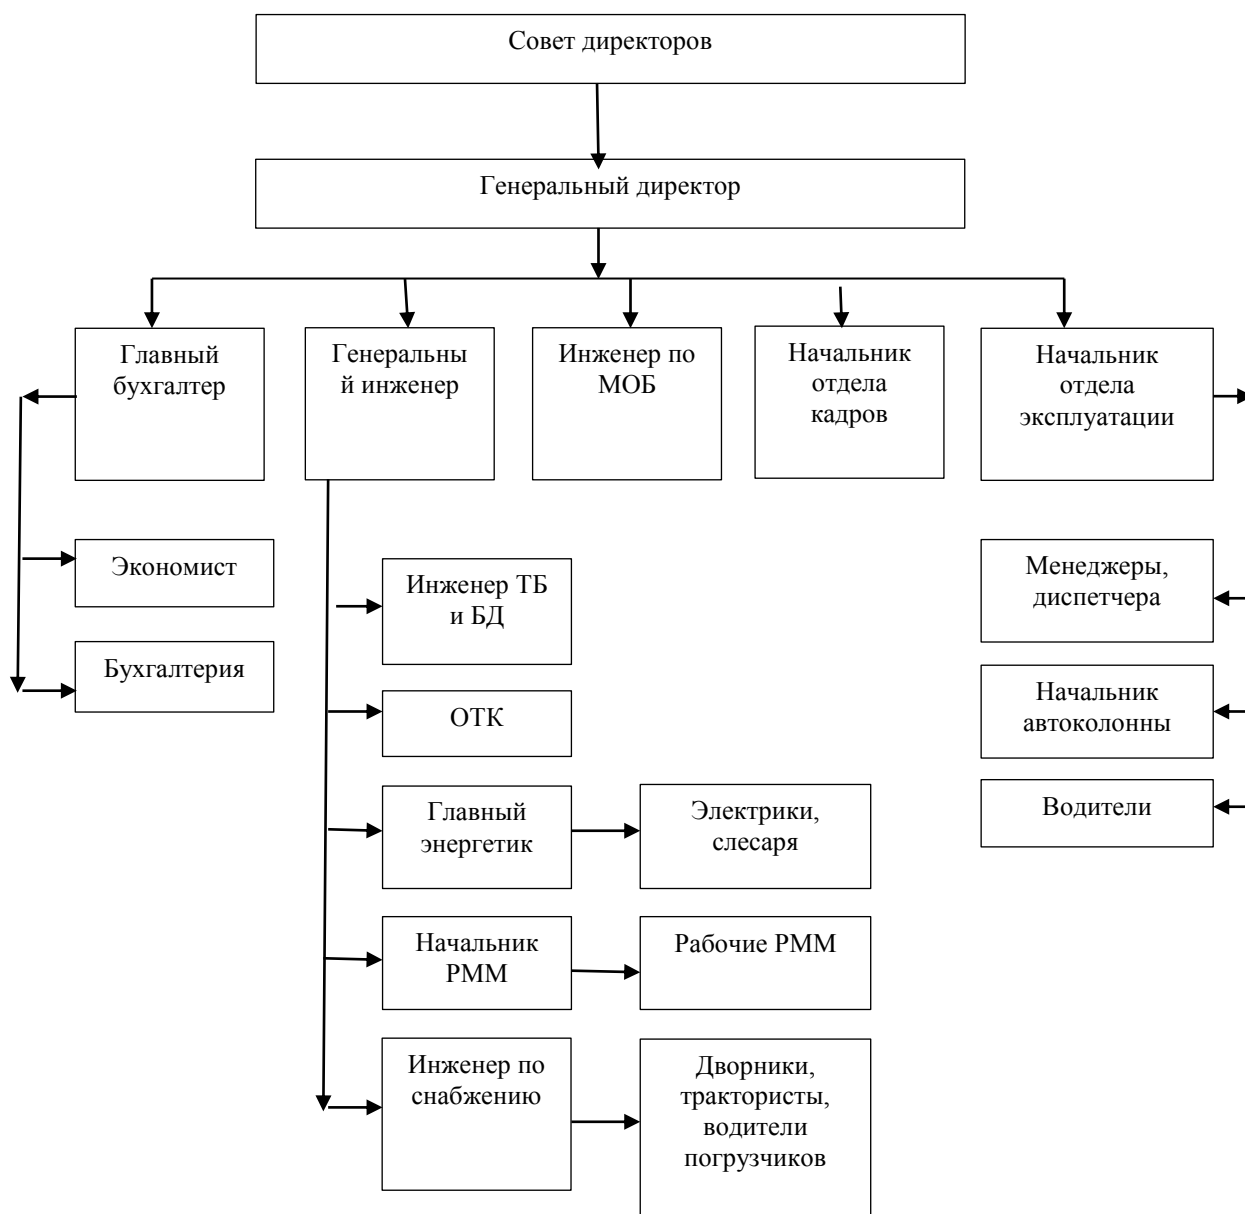 Совет директоров
Генеральный директор
Главный
бухгалтер
Генеральны
й инженер
Инженер по
МОБ
Начальник
отдела
кадров
Начальник
отдела
эксплуатации
Экономист
Бухгалтерия
Инженер ТБ
и БД
ОТК
Главный
энергетик
Электрики,
слесаря
Начальник
РММ
Рабочие РММ
Инженер по
снабжению
Дворники,
трактористы,
водители
погрузчиков
Менеджеры,
диспетчера
Начальник
автоколонны
Водители